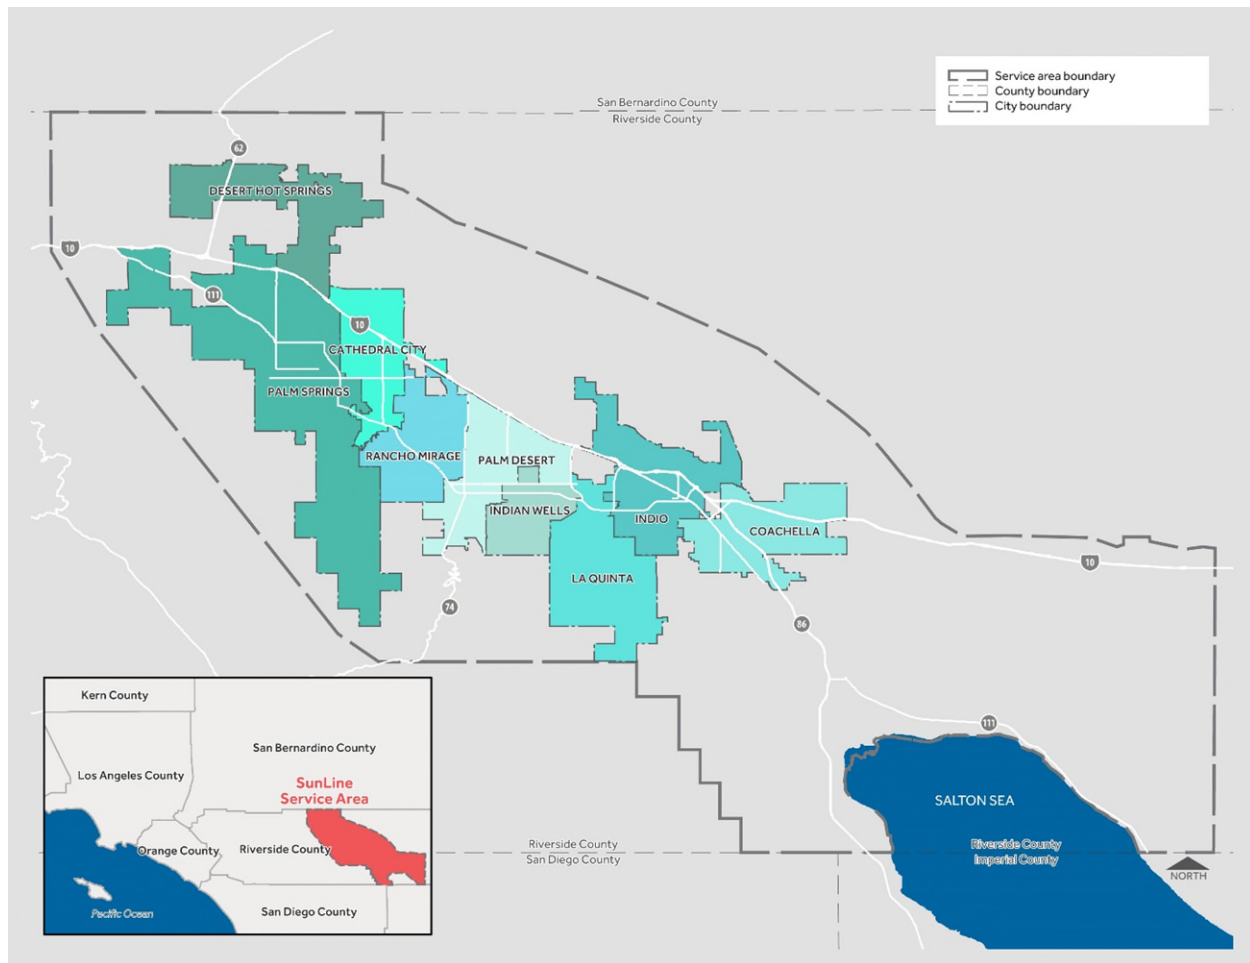 Service area boundary
County boundary
City boundary
San Bernardino County
Riverside County
62
DESERT HOT SPRINGS
10
111
10
CATHEDRAL CITY
PALM SPRINGS
RANCHO MIRAGE
PALM DESERT
INDIAN WELLS
INDIO
COACHELLA
10
LA QUINTA
74
86
111
SALTON SEA
Riverside County
San Diego County
Riverside County
Imperial County
NORTH
Kern County
San Bernardino County
Los Angeles County
SunLine
Service Area
Orange County
Riverside County
Pacific Ocean
San Diego County